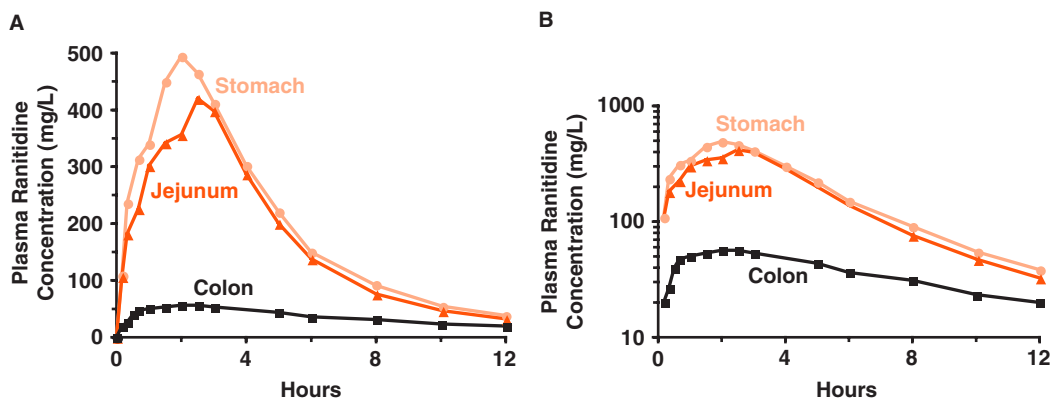 A
Plasma Ranitidine
Concentration (mg/L)
500
400
300
200
100
0
Stomach
Jejunum
Colon
0
4
8
12
Hours
B
Plasma Ranitidine
Concentration (mg/L)
1000
100
10
Stomach
Jejunum
Colon
0
4
8
12
Hours